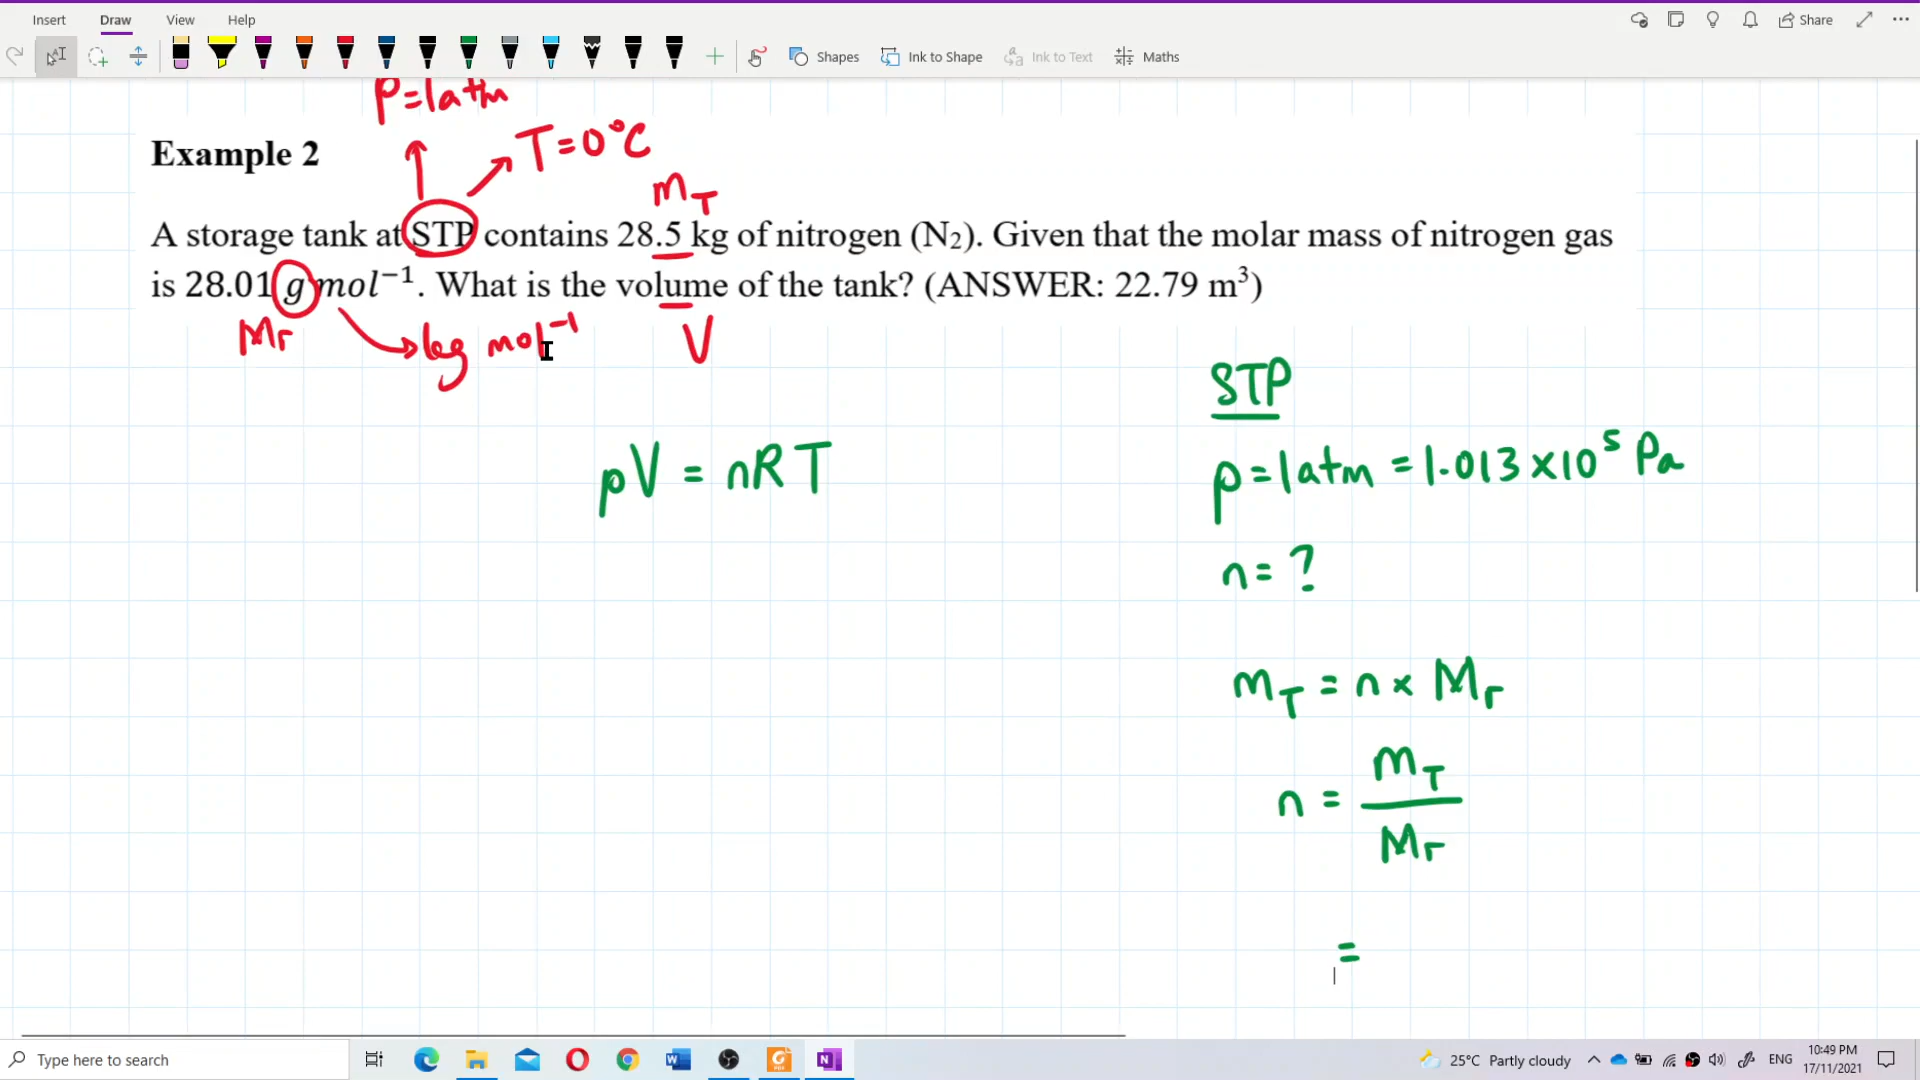 Insert Draw View Help
Share
Shapes Ink to Shape Ink to Text Maths
P=1atm
T=0°C
Example 2
m_T
A storage tank at STP contains 28.5 kg of nitrogen (N₂). Given that the molar mass of nitrogen gas
is 28.01 g mol⁻¹. What is the volume of the tank? (ANSWER: 22.79 m³)
Mr
kg mol⁻¹
V
STP
pV = nRT
p=1atm =1.013×10⁵ Pa
n= ?
m_T = n × Mr
n = m_T
Mr
=
Type here to search
25°C Partly cloudy
ENG
10:49 PM
17/11/2021